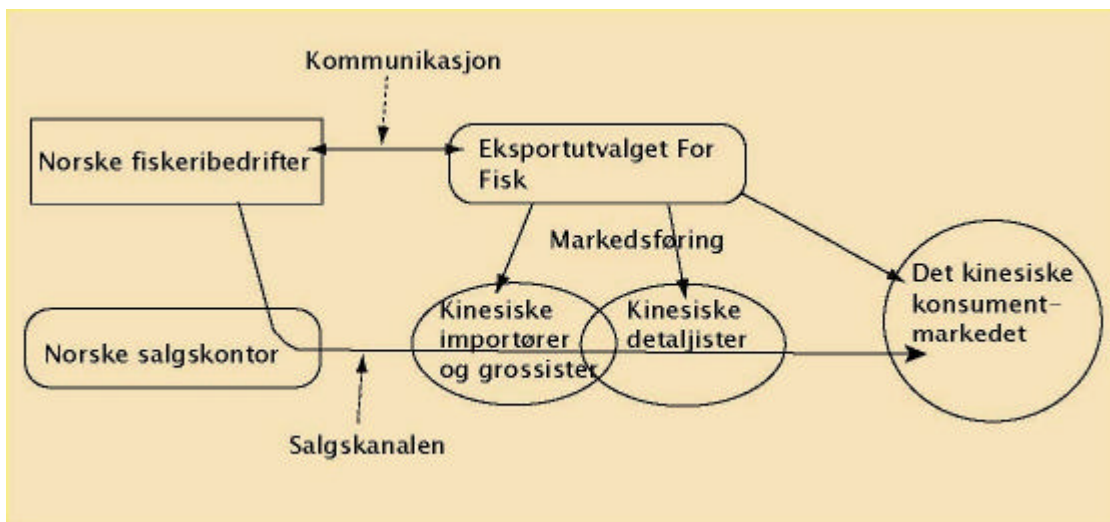 Kommunikasjon
Norske fiskeribedrifter
Eksportutvalget For
Fisk
Markedsføring
Det kinesiske
konsument-
markedet
Norske salgskontor
Kinesiske
importører
og grossister
Kinesiske
detaljister
Salgskanalen